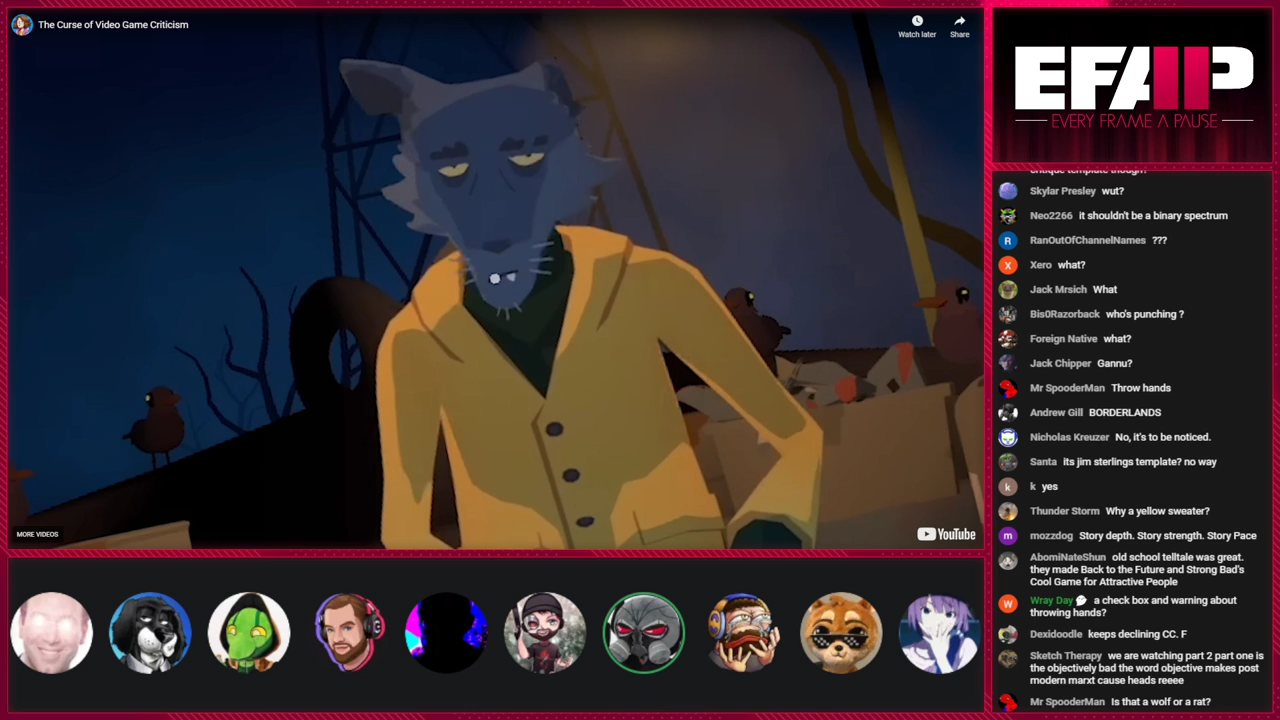 The Curse of Video Game Criticism
Watch later
Share
MORE VIDEOS
YouTube
EFAP
EVERY FRAME A PAUSE
critique template though?
Skylar Presley wut?
Neo2266 it shouldn't be a binary spectrum
R
RanOutOfChannelNames ???
X
Xero what?
Jack Mrsich What
Bis0Razorback who's punching ?
Foreign Native what?
Jack Chipper Gannu?
Mr SpooderMan Throw hands
Andrew Gill BORDERLANDS
Nicholas Kreuzer No, it's to be noticed.
Santa its jim sterlings template? no way
k
k yes
Thunder Storm Why a yellow sweater?
m
mozzdog Story depth. Story strength. Story Pace
AbomiNateShun old school telltale was great.
they made Back to the Future and Strong Bad's
Cool Game for Attractive People
W
Wray Day a check box and warning about
throwing hands?
Dexidoodle keeps declining CC. F
Sketch Therapy we are watching part 2 part one is
the objectively bad the word objective makes post
modern marxt cause heads reeee
Mr SpooderMan Is that a wolf or a rat?